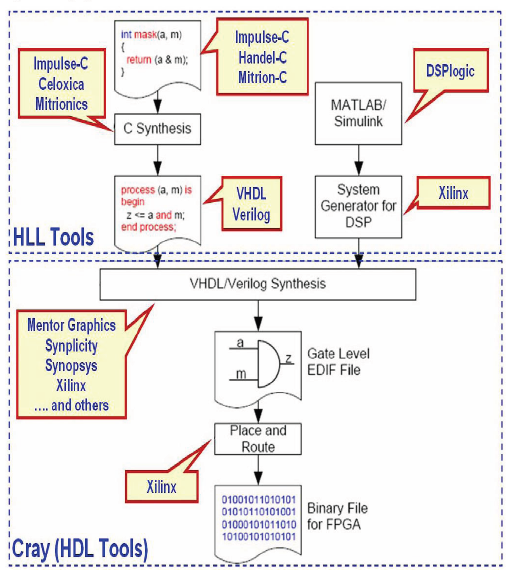 int mask(a, m)
{
return (a & m);
}
Impulse-C
Handel-C
Mitrion-C
Impulse-C
Celoxica
Mitrionics
C Synthesis
DSPlogic
MATLAB/
Simulink
process (a, m) is
begin
z <= a and m;
end process;
VHDL
Verilog
System
Generator for
DSP
Xilinx
HLL Tools
VHDL/Verilog Synthesis
Mentor Graphics
Synplicity
Synopsys
Xilinx
.... and others
a
m
z
Gate Level
EDIF File
Place and
Route
Xilinx
01001011010101
01010110101001
01000101011010
10100101010101
Binary File
for FPGA
Cray (HDL Tools)